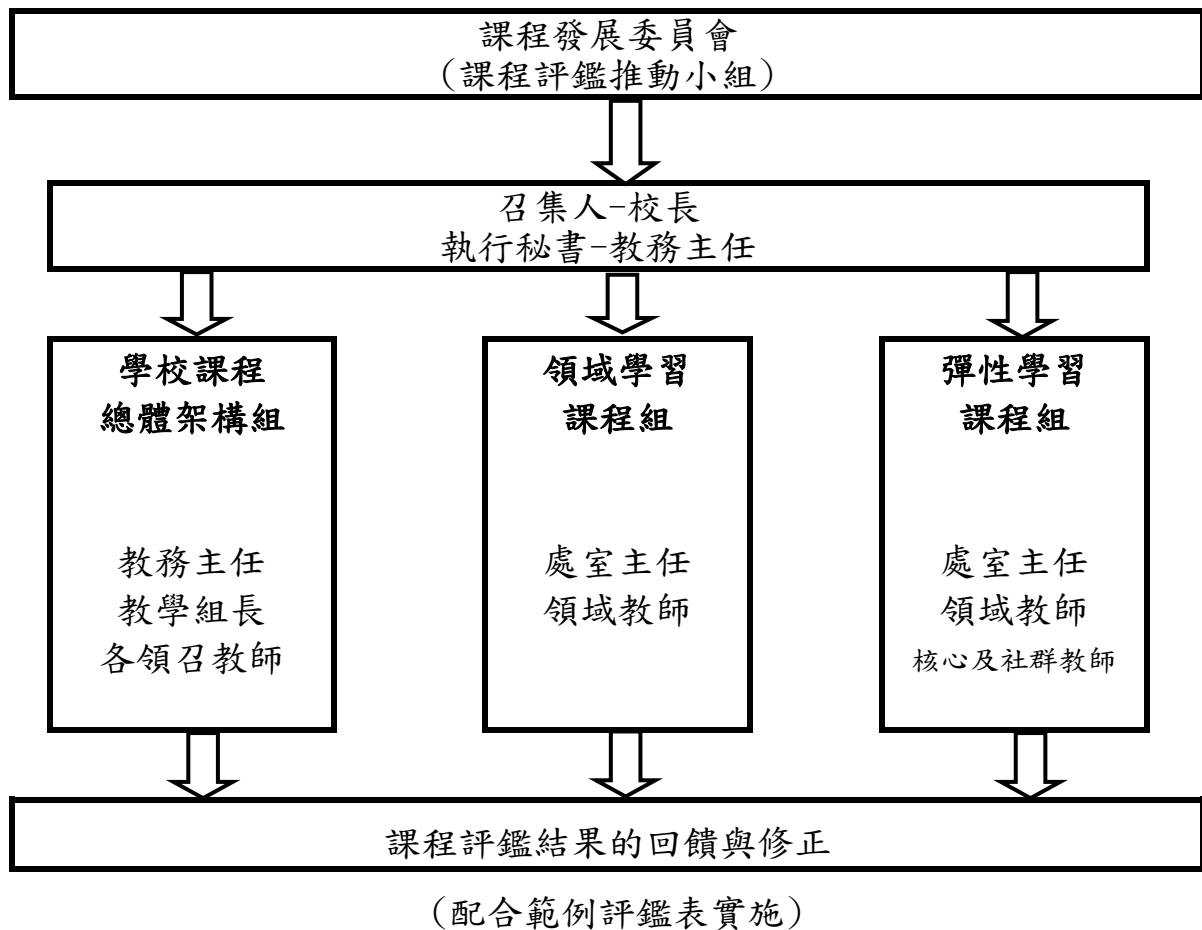 課程發展委員會
(課程評鑑推動小組)
召集人-校長
執行秘書-教務主任
學校課程
總體架構組
教務主任
教學組長
各領召教師
領域學習
課程組
處室主任
領域教師
彈性學習
課程組
處室主任
領域教師
核心及社群教師
課程評鑑結果的回饋與修正
(配合範例評鑑表實施)